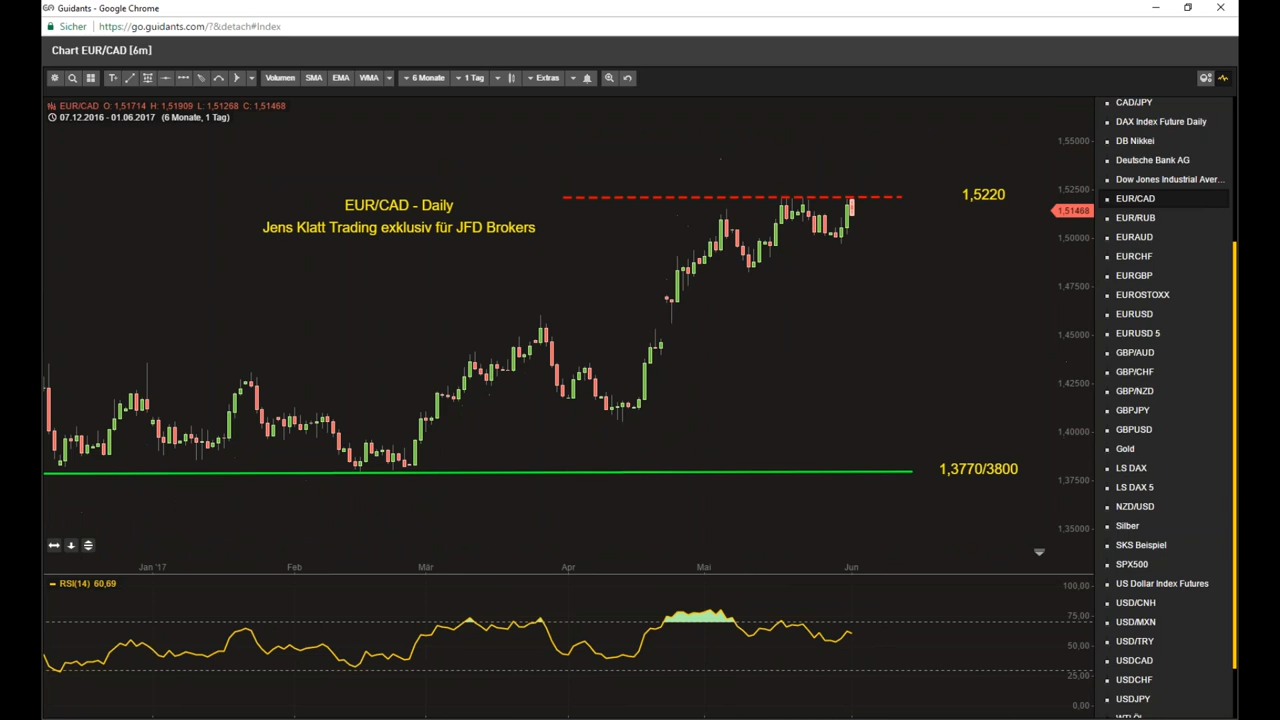 Guidants - Google Chrome
Sicher https://go.guidants.com/?&detach#Index
Chart EUR/CAD [6m]
T+ Volumen SMA EMA WMA 6 Monate 1 Tag Extras
EUR/CAD O: 1,51714 H: 1,51909 L: 1,51268 C: 1,51468
07.12.2016 - 01.06.2017 (6 Monate, 1 Tag)
EUR/CAD - Daily
Jens Klatt Trading exklusiv für JFD Brokers
1,5220
1,3770/3800
1,55000
1,52500
1,51468
1,50000
1,47500
1,45000
1,42500
1,40000
1,37500
1,35000
Jan '17 Feb Mär Apr Mai Jun
RSI(14) 60,69
100,00
75,00
50,00
25,00
0,00
CAD/JPY
DAX Index Future Daily
DB Nikkei
Deutsche Bank AG
Dow Jones Industrial Aver...
EUR/CAD
EUR/RUB
EURAUD
EURCHF
EURGBP
EUROSTOXX
EURUSD
EURUSD 5
GBP/AUD
GBP/CHF
GBP/NZD
GBPJPY
GBPUSD
Gold
LS DAX
LS DAX 5
NZD/USD
Silber
SKS Beispiel
SPX500
US Dollar Index Futures
USD/CNH
USD/MXN
USD/TRY
USDCAD
USDCHF
USDJPY